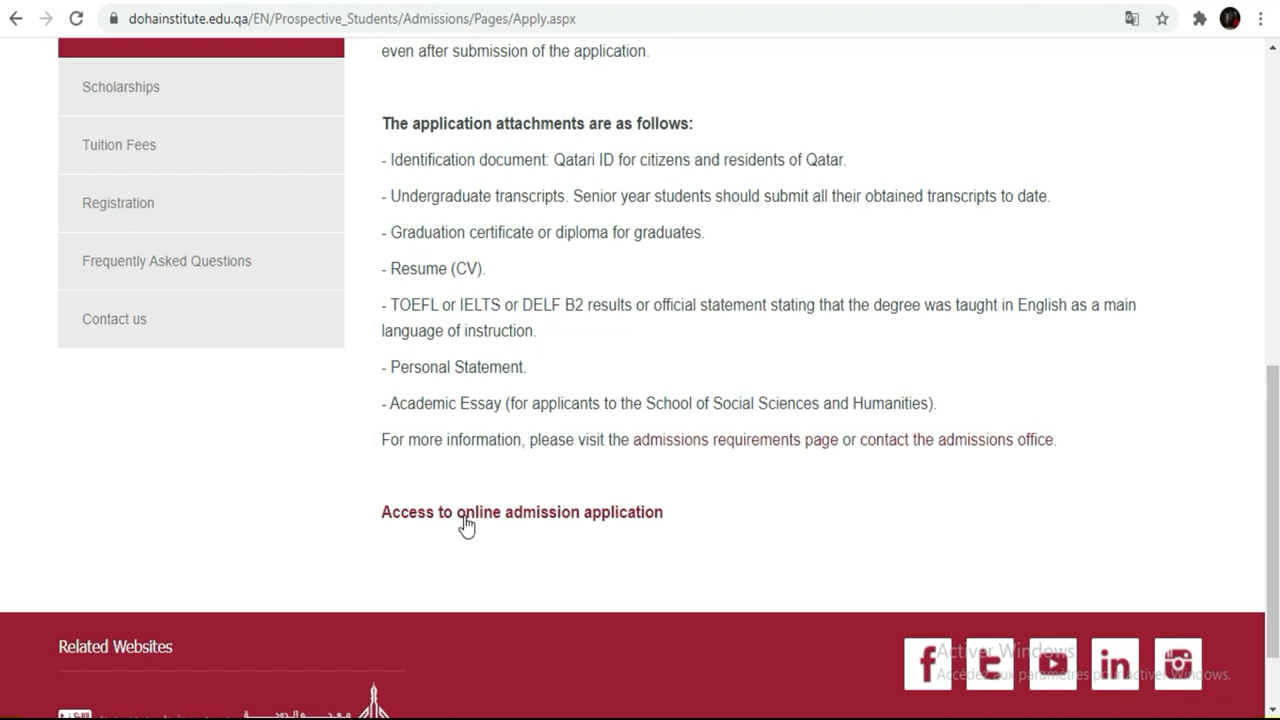 dohainstitute.edu.qa/EN/Prospective_Students/Admissions/Pages/Apply.aspx
even after submission of the application.
Scholarships
Tuition Fees
Registration
Frequently Asked Questions
Contact us
The application attachments are as follows:
- Identification document: Qatari ID for citizens and residents of Qatar.
- Undergraduate transcripts. Senior year students should submit all their obtained transcripts to date.
- Graduation certificate or diploma for graduates.
- Resume (CV).
- TOEFL or IELTS or DELF B2 results or official statement stating that the degree was taught in English as a main
language of instruction.
- Personal Statement.
- Academic Essay (for applicants to the School of Social Sciences and Humanities).
For more information, please visit the admissions requirements page or contact the admissions office.
Access to online admission application
Related Websites
Activer Windows
Accédez aux paramètres pour activer Windows.